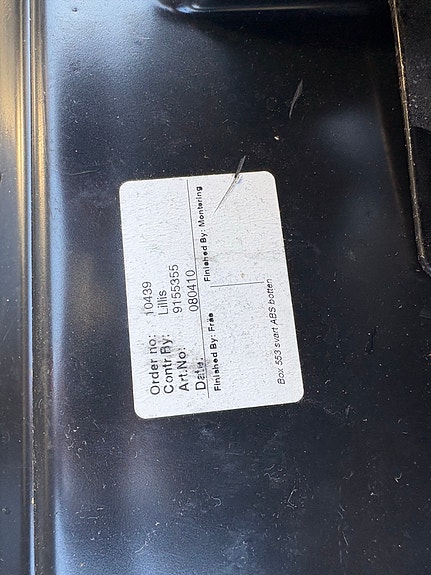 Order no: 10439
Contr By: Lillis
Art.No: 9155355
Date: 080410
Finished By: Fräs Finished By: Montering
Box 553 svart ABS botten